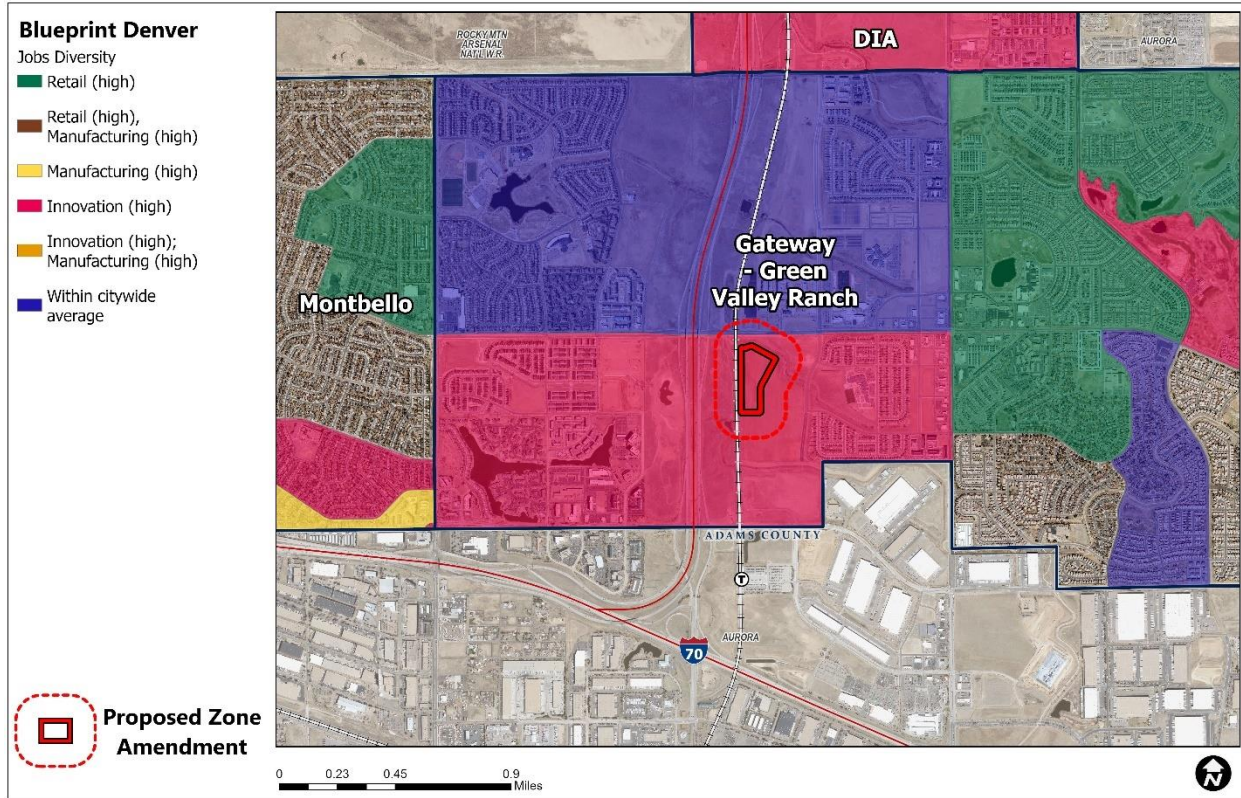 Blueprint Denver
Jobs Diversity
Retail (high)
Retail (high),
Manufacturing (high)
Manufacturing (high)
Innovation (high)
Innovation (high);
Manufacturing (high)
Within citywide
average
Proposed Zone
Amendment
ROCKY MTN
ARSENAL
NAT'L W.R.
DIA
AURORA
Gateway
- Green
Valley Ranch
Montbello
ADAMS COUNTY
T
AURORA
70
0 0.23 0.45 0.9
Miles
N